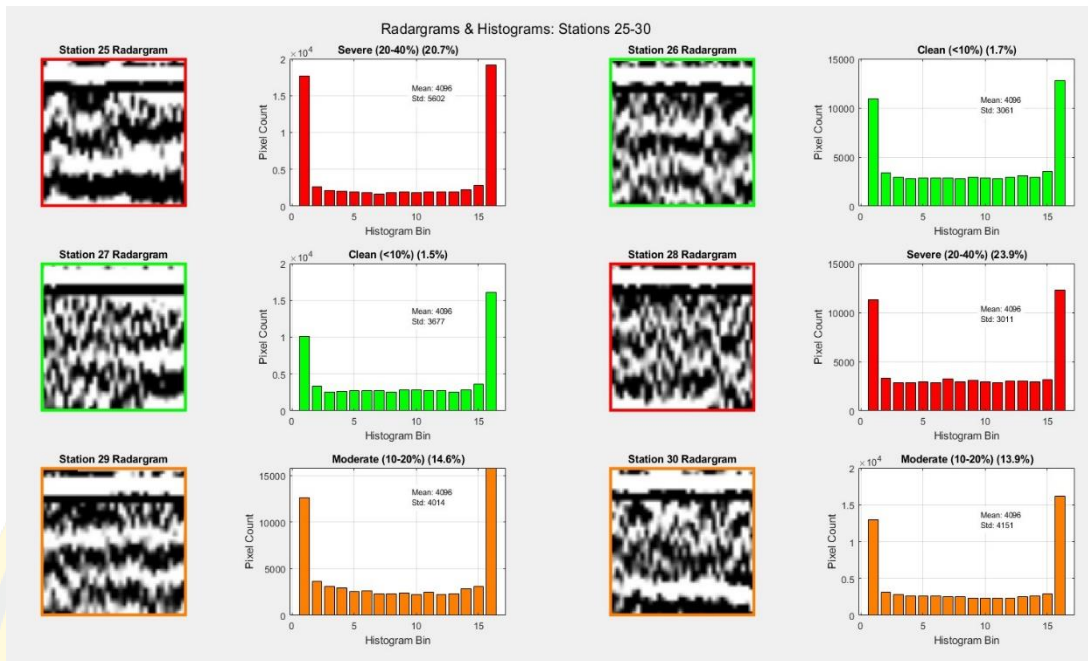 Radargrams & Histograms: Stations 25-30
Station 25 Radargram
Severe (20-40%) (20.7%)
×10⁴
2
1.5
1
0.5
0
Pixel Count
Mean: 4096
Std: 5602
0 5 10 15
Histogram Bin
Station 26 Radargram
Clean (<10%) (1.7%)
15000
10000
5000
0
Pixel Count
Mean: 4096
Std: 3061
0 5 10 15
Histogram Bin
Station 27 Radargram
Clean (<10%) (1.5%)
×10⁴
2
1.5
1
0.5
0
Pixel Count
Mean: 4096
Std: 3677
0 5 10 15
Histogram Bin
Station 28 Radargram
Severe (20-40%) (23.9%)
15000
10000
5000
0
Pixel Count
Mean: 4096
Std: 3011
0 5 10 15
Histogram Bin
Station 29 Radargram
Moderate (10-20%) (14.6%)
15000
10000
5000
0
Pixel Count
Mean: 4096
Std: 4014
0 5 10 15
Histogram Bin
Station 30 Radargram
Moderate (10-20%) (13.9%)
×10⁴
2
1.5
1
0.5
0
Pixel Count
Mean: 4096
Std: 4151
0 5 10 15
Histogram Bin